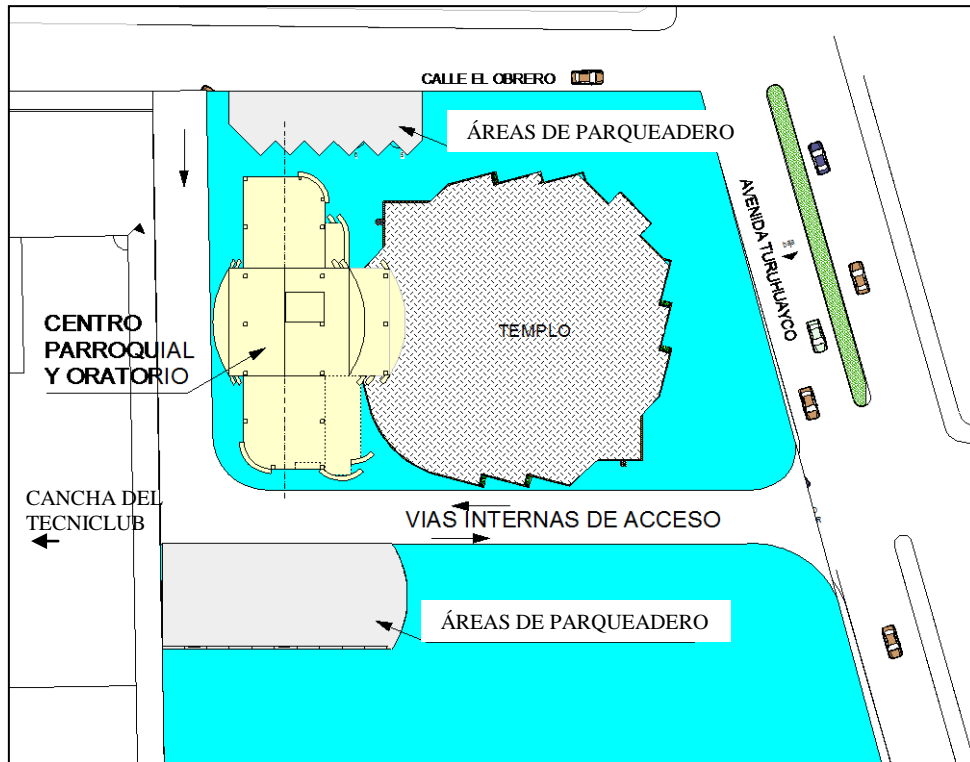 CALLE EL OBRERO
ÁREAS DE PARQUEADERO
AVENIDA TURUHUAYCO
TEMPLO
CENTRO
PARROQUIAL
Y ORATORIO
CANCHA DEL
TECNICLUB
VIAS INTERNAS DE ACCESO
ÁREAS DE PARQUEADERO